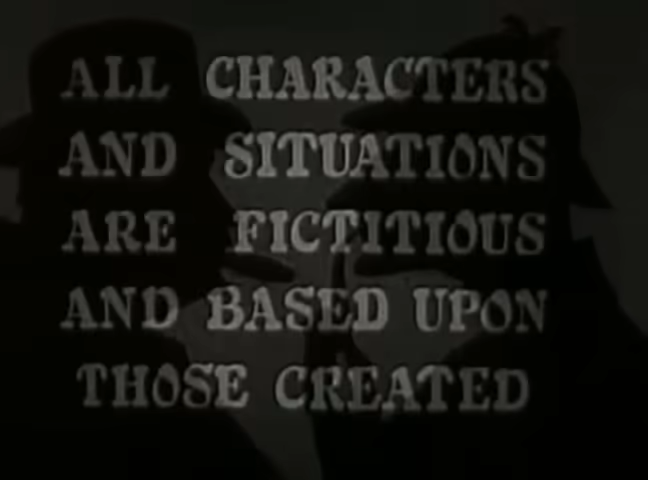 ALL CHARACTERS
AND SITUATIONS
ARE FICTITIOUS
AND BASED UPON
THOSE CREATED